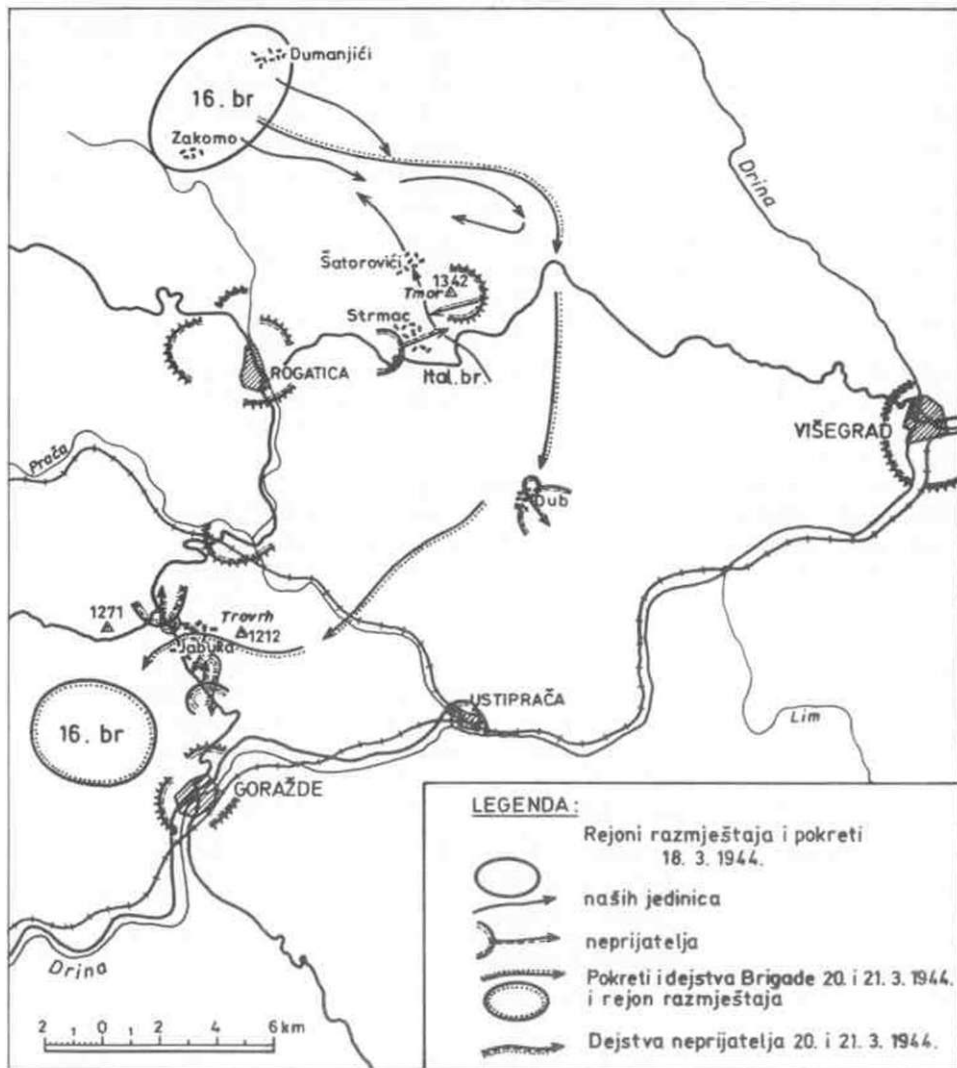 Dumanjići
16. br
Zakomo
Drina
Šatorovići
1342
Tmor
Strmac
ROGATICA
Ital. br.
VIŠEGRAD
Prača
Dub
1271
Trovrh
1212
Jabuka
USTIPRAČA
16. br
Lim
GORAŽDE
Drina
2 1 0 1 2 4 6 km
LEGENDA:
Rejoni razmještaja i pokreti
18. 3. 1944.
naših jedinica
neprijatelja
Pokreti i dejstva Brigade 20. i 21. 3. 1944.
i rejon razmještaja
Dejstva neprijatelja 20. i 21. 3. 1944.